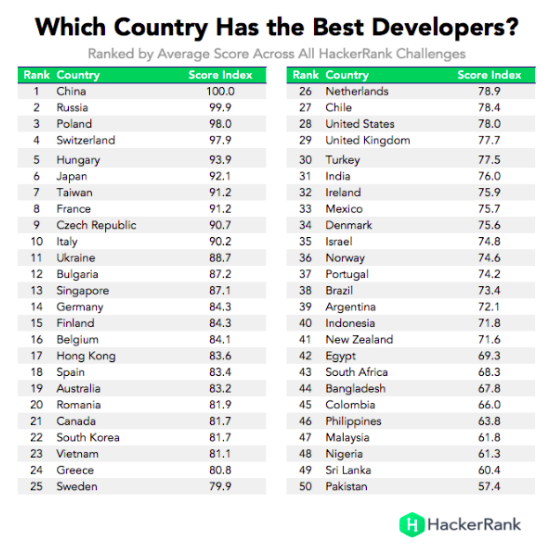 Which Country Has the Best Developers?
Ranked by Average Score Across All HackerRank Challenges
Rank Country Score Index
1 China 100.0
2 Russia 99.9
3 Poland 98.0
4 Switzerland 97.9
5 Hungary 93.9
6 Japan 92.1
7 Taiwan 91.2
8 France 91.2
9 Czech Republic 90.7
10 Italy 90.2
11 Ukraine 88.7
12 Bulgaria 87.2
13 Singapore 87.1
14 Germany 84.3
15 Finland 84.3
16 Belgium 84.1
17 Hong Kong 83.6
18 Spain 83.4
19 Australia 83.2
20 Romania 81.9
21 Canada 81.7
22 South Korea 81.7
23 Vietnam 81.1
24 Greece 80.8
25 Sweden 79.9
Rank Country Score Index
26 Netherlands 78.9
27 Chile 78.4
28 United States 78.0
29 United Kingdom 77.7
30 Turkey 77.5
31 India 76.0
32 Ireland 75.9
33 Mexico 75.7
34 Denmark 75.6
35 Israel 74.8
36 Norway 74.6
37 Portugal 74.2
38 Brazil 73.4
39 Argentina 72.1
40 Indonesia 71.8
41 New Zealand 71.6
42 Egypt 69.3
43 South Africa 68.3
44 Bangladesh 67.8
45 Colombia 66.0
46 Philippines 63.8
47 Malaysia 61.8
48 Nigeria 61.3
49 Sri Lanka 60.4
50 Pakistan 57.4
H HackerRank